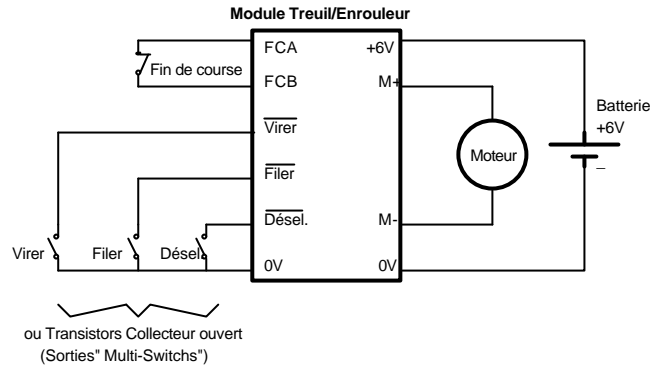 Module Treuil/Enrouleur
FCA
+6V
Fin de course
FCB
M+
Batterie
+6V
Virer
Moteur
Filer
_
Désel.
M-
Virer
Filer
Désel.
0V
0V
ou Transistors Collecteur ouvert
(Sorties" Multi-Switchs")